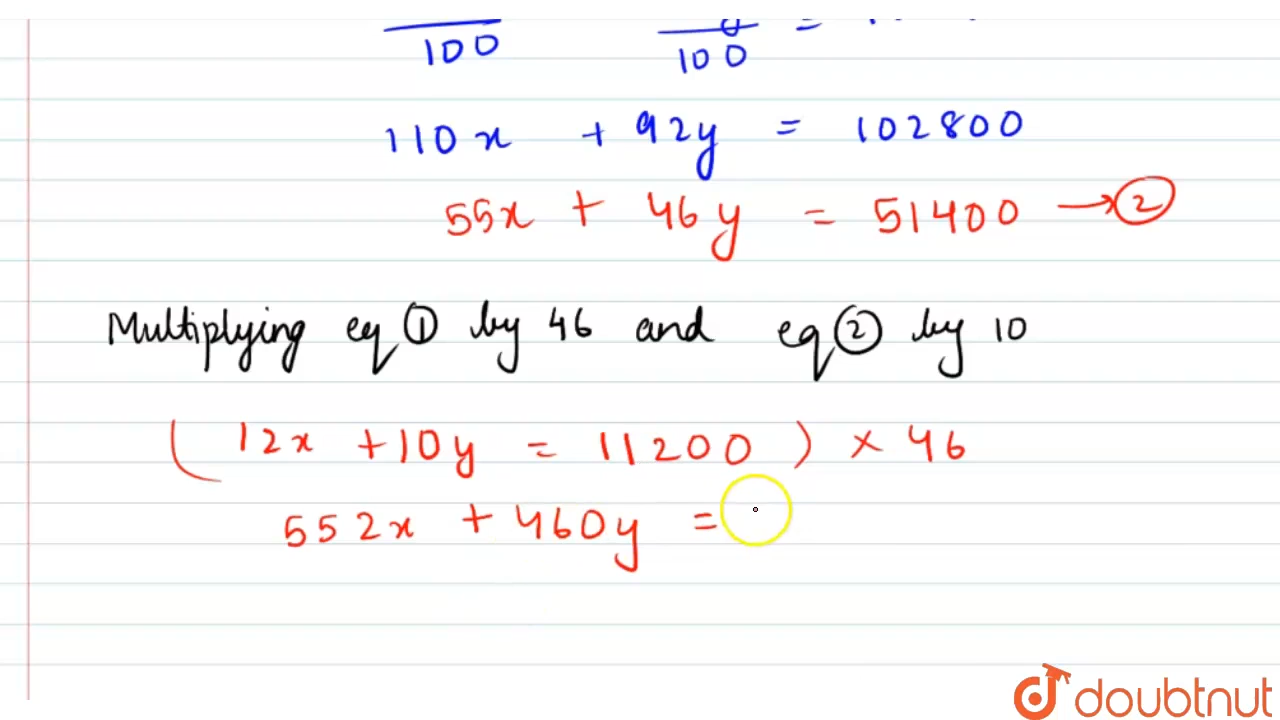 100 100 =
110x + 92y = 102800
55x + 46y = 51400 → 2
Multiplying eq 1 by 46 and eq 2 by 10
( 12x + 10y = 11200 ) × 46
552x + 460y =
doubtnut